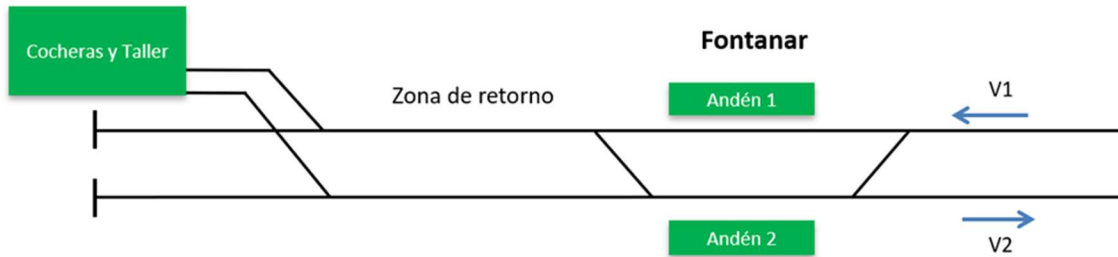 Fontanar
Cocheras y Taller
Zona de retorno
Andén 1
V1
Andén 2
V2